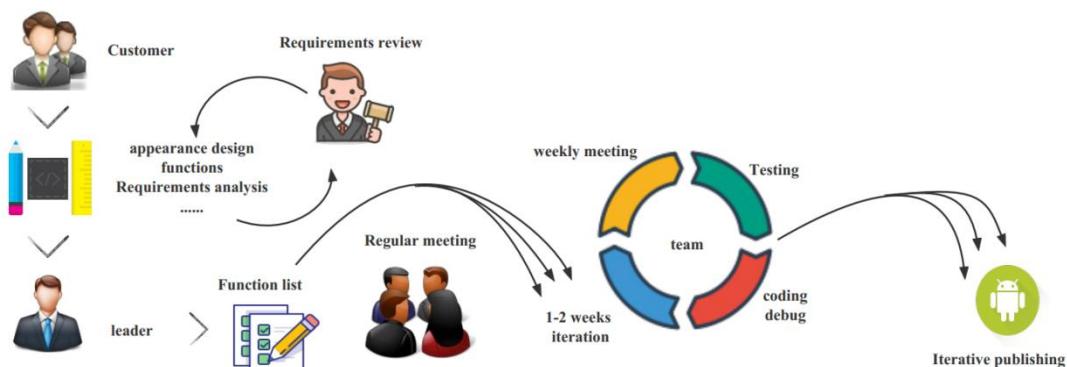 Customer
Requirements review
appearance design
functions
Requirements analysis
......
weekly meeting
Testing
team
Regular meeting
Function list
leader
1-2 weeks
iteration
coding
debug
Iterative publishing